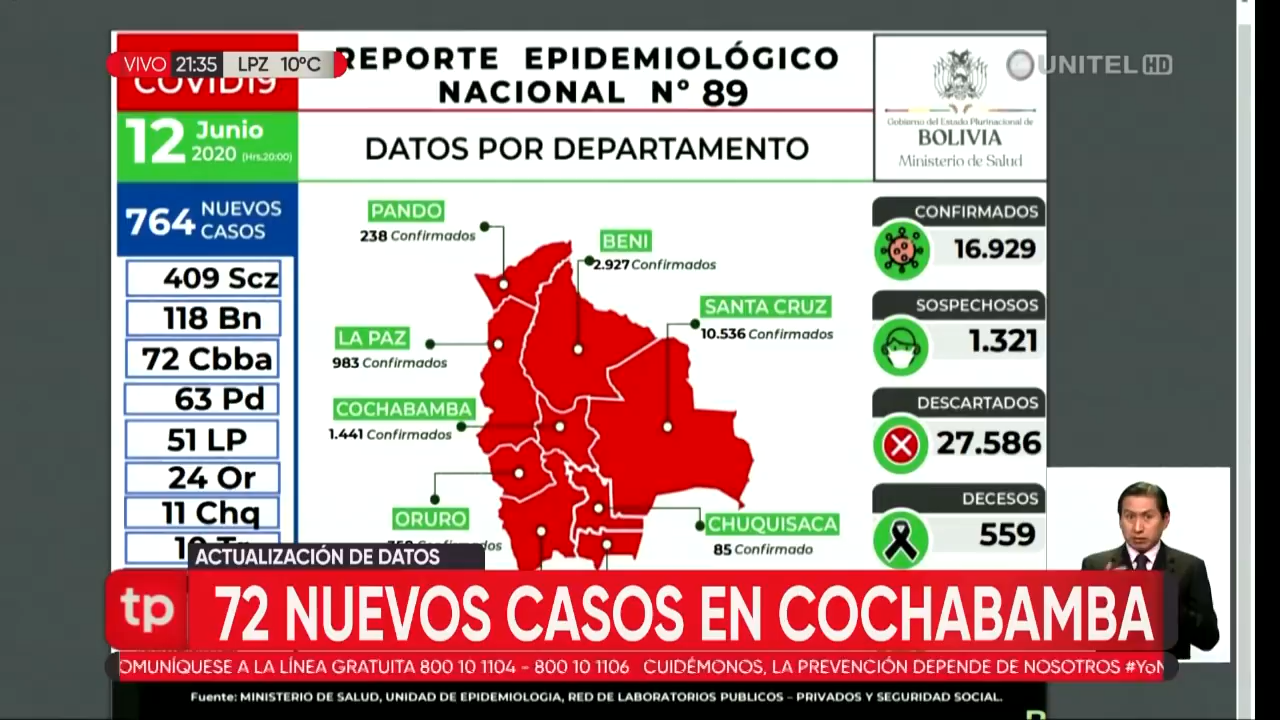 VIVO 21:35 LPZ 10°C
COVID19
REPORTE EPIDEMIOLÓGICO
NACIONAL Nº 89
UNITEL HD
12 Junio
2020 (Hrs.20:00)
DATOS POR DEPARTAMENTO
Gobierno del Estado Plurinacional de
BOLIVIA
Ministerio de Salud
764 NUEVOS
CASOS
409 Scz
118 Bn
72 Cbba
63 Pd
51 LP
24 Or
11 Chq
PANDO
238 Confirmados
BENI
2.927 Confirmados
SANTA CRUZ
10.536 Confirmados
LA PAZ
983 Confirmados
COCHABAMBA
1.441 Confirmados
ORURO
CHUQUISACA
85 Confirmado
CONFIRMADOS
16.929
SOSPECHOSOS
1.321
DESCARTADOS
27.586
DECESOS
559
ACTUALIZACIÓN DE DATOS
tp
72 NUEVOS CASOS EN COCHABAMBA
OMUNÍQUESE A LA LÍNEA GRATUITA 800 10 1104 - 800 10 1106 CUIDÉMONOS, LA PREVENCIÓN DEPENDE DE NOSOTROS
Fuente: MINISTERIO DE SALUD, UNIDAD DE EPIDEMIOLOGIA, RED DE LABORATORIOS PUBLICOS – PRIVADOS Y SEGURIDAD SOCIAL.